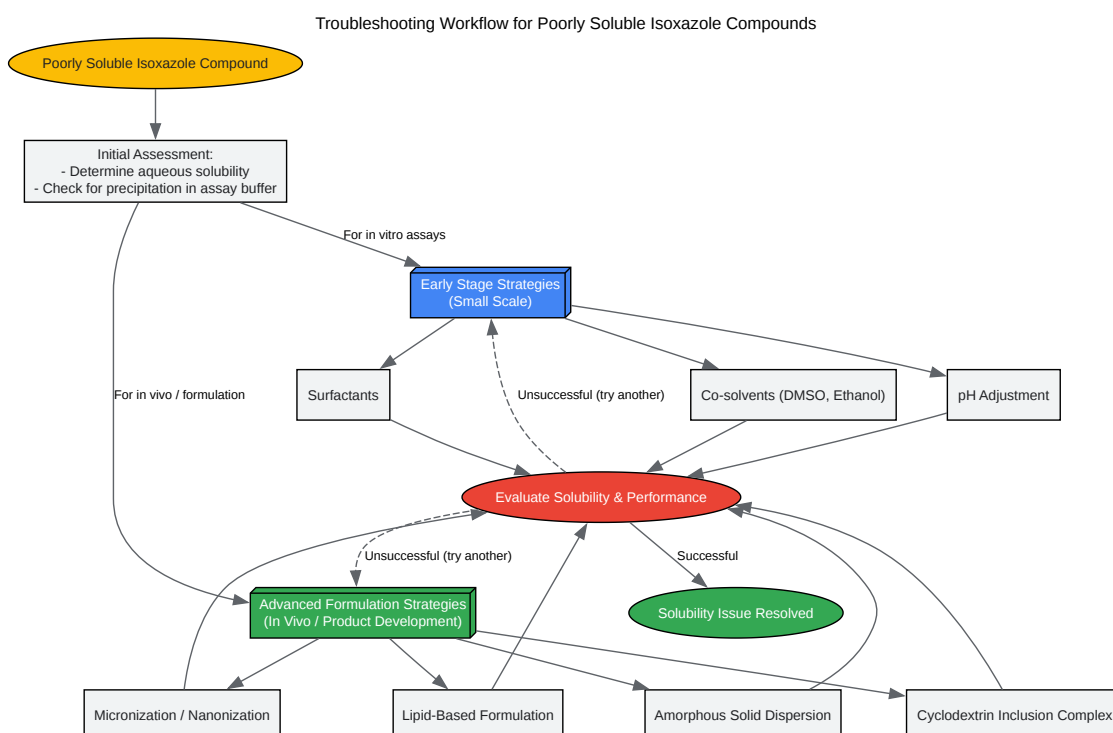 Troubleshooting Workflow for Poorly Soluble Isoxazole Compounds
Poorly Soluble Isoxazole Compound
Initial Assessment:
- Determine aqueous solubility
- Check for precipitation in assay buffer
For in vitro assays
Early Stage Strategies
(Small Scale)
For in vivo / formulation
Surfactants
Unsuccessful (try another)
Co-solvents (DMSO, Ethanol)
pH Adjustment
Evaluate Solubility & Performance
Unsuccessful (try another)
Successful
Advanced Formulation Strategies
(In Vivo / Product Development)
Solubility Issue Resolved
Micronization / Nanonization
Lipid-Based Formulation
Amorphous Solid Dispersion
Cyclodextrin Inclusion Complex